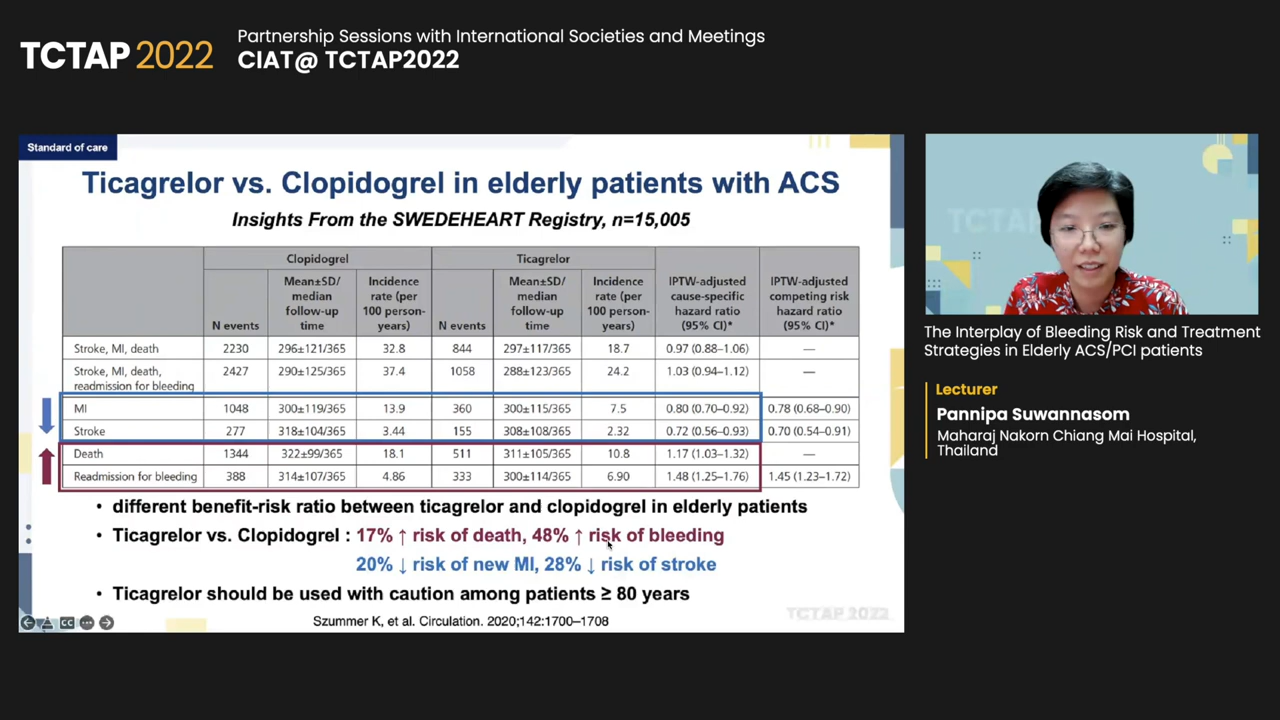 TCTAP 2022
Partnership Sessions with International Societies and Meetings
CIAT@ TCTAP2022
Standard of care
Ticagrelor vs. Clopidogrel in elderly patients with ACS
Insights From the SWEDEHEART Registry, n=15,005
Clopidogrel Ticagrelor
N events Mean±SD/ median follow-up time Incidence rate (per 100 person-years) N events Mean±SD/ median follow-up time Incidence rate (per 100 person-years) IPTW-adjusted cause-specific hazard ratio (95% CI)* IPTW-adjusted competing risk hazard ratio (95% CI)*
Stroke, MI, death 2230 296±121/365 32.8 844 297±117/365 18.7 0.97 (0.88–1.06) —
Stroke, MI, death, readmission for bleeding 2427 290±125/365 37.4 1058 288±123/365 24.2 1.03 (0.94–1.12) —
MI 1048 300±119/365 13.9 360 300±115/365 7.5 0.80 (0.70–0.92) 0.78 (0.68–0.90)
Stroke 277 318±104/365 3.44 155 308±108/365 2.32 0.72 (0.56–0.93) 0.70 (0.54–0.91)
Death 1344 322±99/365 18.1 511 311±105/365 10.8 1.17 (1.03–1.32) —
Readmission for bleeding 388 314±107/365 4.86 333 300±114/365 6.90 1.48 (1.25–1.76) 1.45 (1.23–1.72)
• different benefit-risk ratio between ticagrelor and clopidogrel in elderly patients
• Ticagrelor vs. Clopidogrel : 17% ↑ risk of death, 48% ↑ risk of bleeding
20% ↓ risk of new MI, 28% ↓ risk of stroke
• Ticagrelor should be used with caution among patients ≥ 80 years
TCTAP 2022
Szummer K, et al. Circulation. 2020;142:1700–1708
TCTAP
The Interplay of Bleeding Risk and Treatment
Strategies in Elderly ACS/PCI patients
Lecturer
Pannipa Suwannasom
Maharaj Nakorn Chiang Mai Hospital,
Thailand